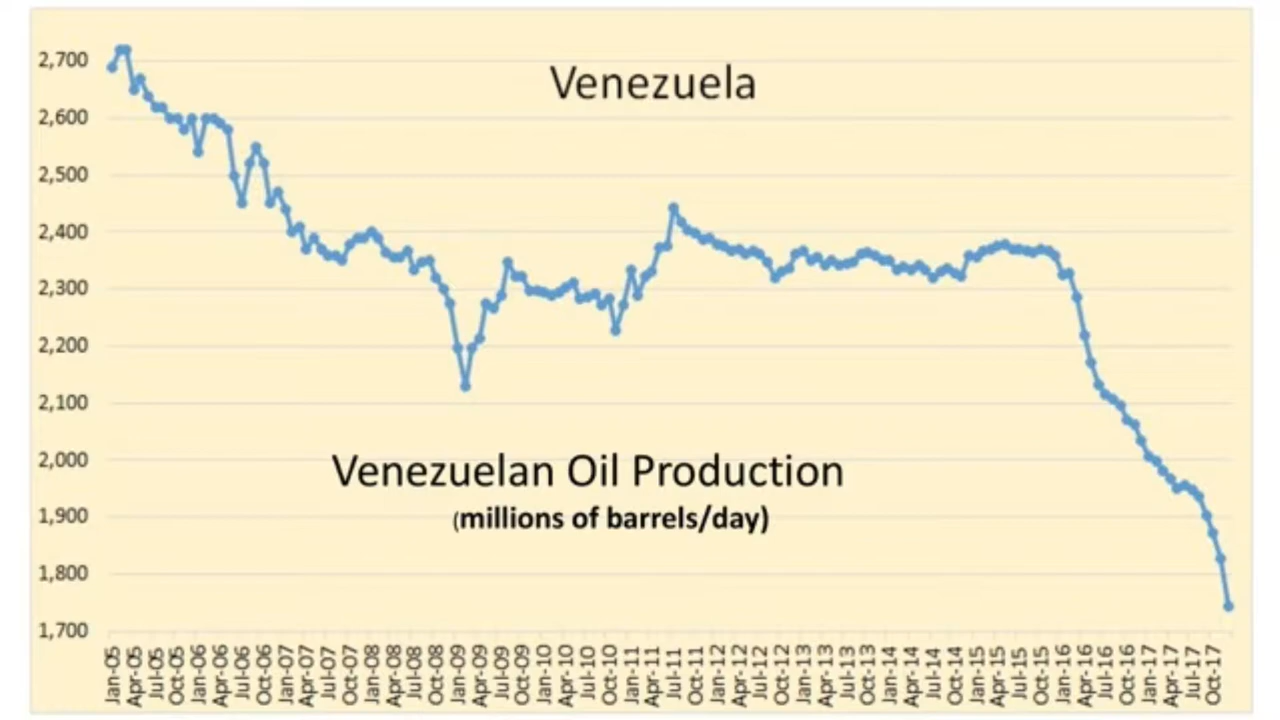 Venezuela
2,700
2,600
2,500
2,400
2,300
2,200
2,100
2,000
1,900
1,800
1,700
Venezuelan Oil Production
(millions of barrels/day)
Jan-05
Apr-05
Jul-05
Oct-05
Jan-06
Apr-06
Jul-06
Oct-06
Jan-07
Apr-07
Jul-07
Oct-07
Jan-08
Apr-08
Jul-08
Oct-08
Jan-09
Apr-09
Jul-09
Oct-09
Jan-10
Apr-10
Jul-10
Oct-10
Jan-11
Apr-11
Jul-11
Oct-11
Jan-12
Apr-12
Jul-12
Oct-12
Jan-13
Apr-13
Jul-13
Oct-13
Jan-14
Apr-14
Jul-14
Oct-14
Jan-15
Apr-15
Jul-15
Oct-15
Jan-16
Apr-16
Jul-16
Oct-16
Jan-17
Apr-17
Jul-17
Oct-17